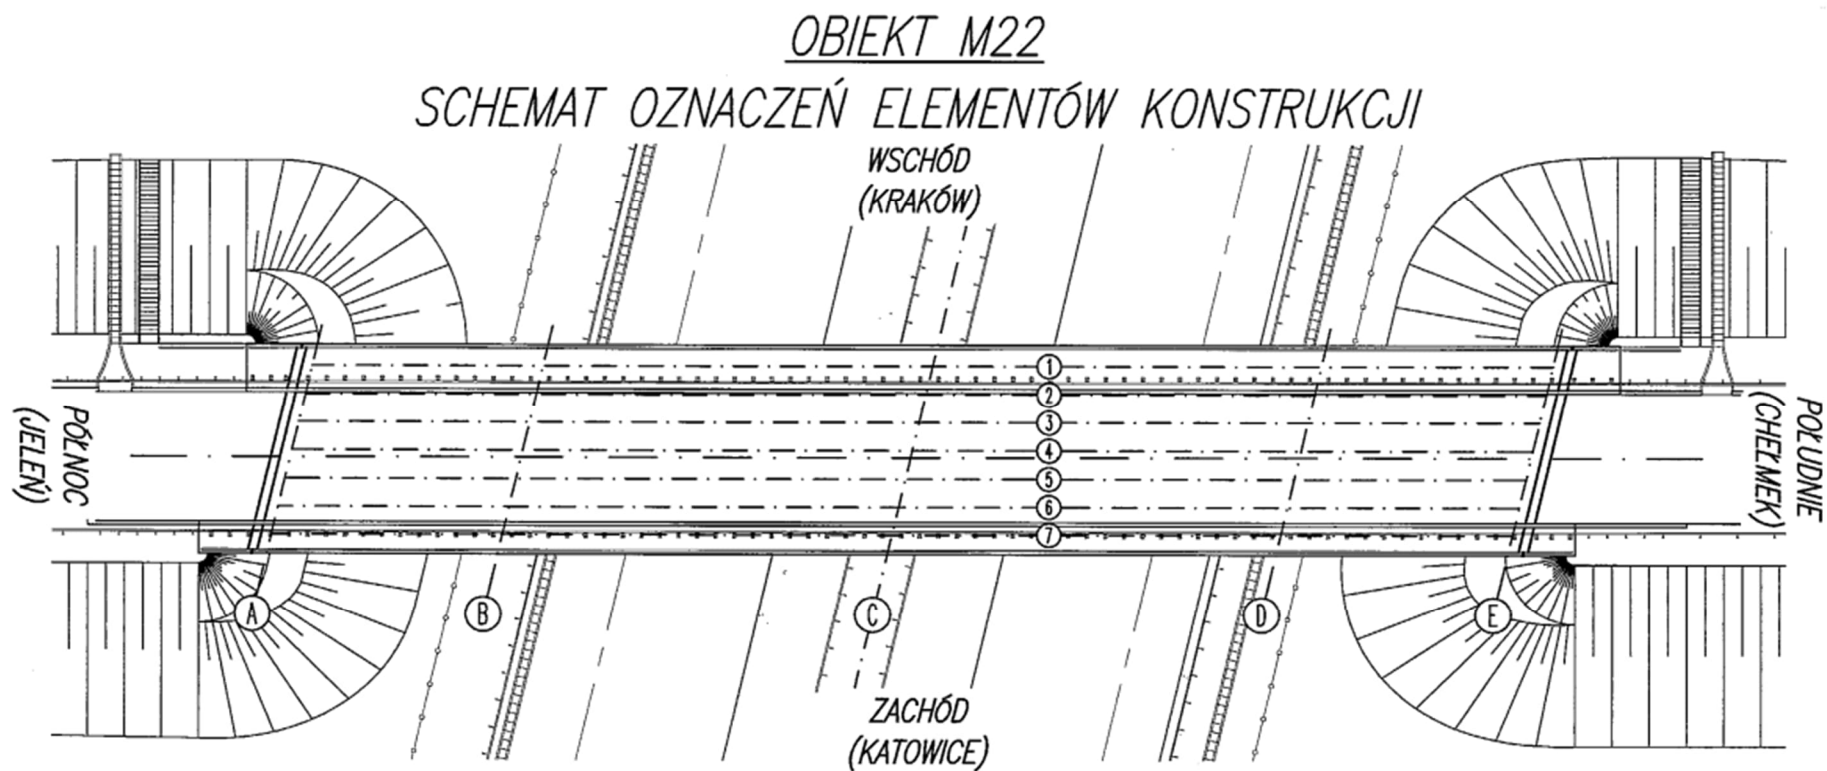 OBIEKT M22
SCHEMAT OZNACZEŃ ELEMENTÓW KONSTRUKCJI
WSCHÓD
(KRAKÓW)
1
2
3
4
5
6
7
PÓŁNOC
(JELEŃ)
POŁUDNIE
(CHEŁMEK)
A
B
C
D
E
ZACHÓD
(KATOWICE)